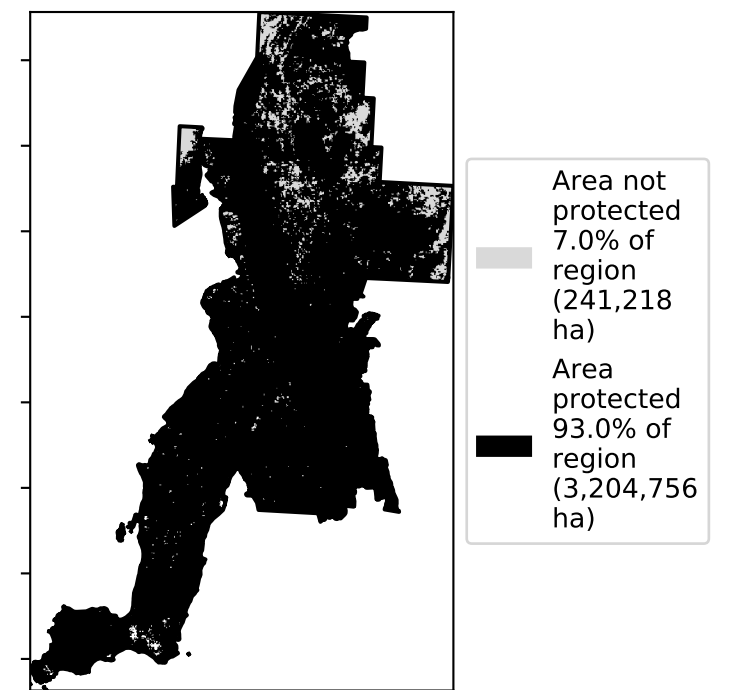 Area not
protected
7.0% of
region
(241,218
ha)
Area
protected
93.0% of
region
(3,204,756
ha)